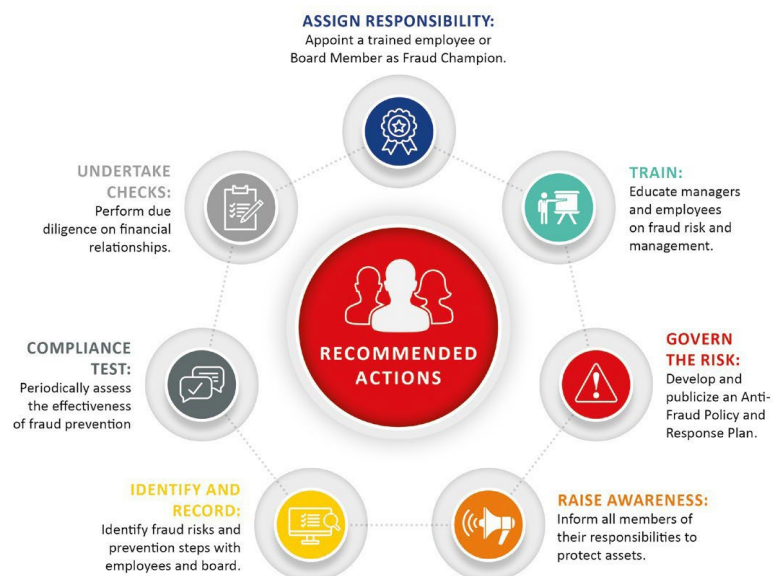 ASSIGN RESPONSIBILITY:
Appoint a trained employee or
Board Member as Fraud Champion.
TRAIN:
Educate managers
and employees
on fraud risk and
management.
GOVERN
THE RISK:
Develop and
publicize an Anti-
Fraud Policy and
Response Plan.
RAISE AWARENESS:
Inform all members of
their responsibilities to
protect assets.
IDENTIFY AND
RECORD:
Identify fraud risks and
prevention steps with
employees and board.
COMPLIANCE
TEST:
Periodically assess
the effectiveness
of fraud prevention
UNDERTAKE
CHECKS:
Perform due
diligence on financial
relationships.
RECOMMENDED
ACTIONS